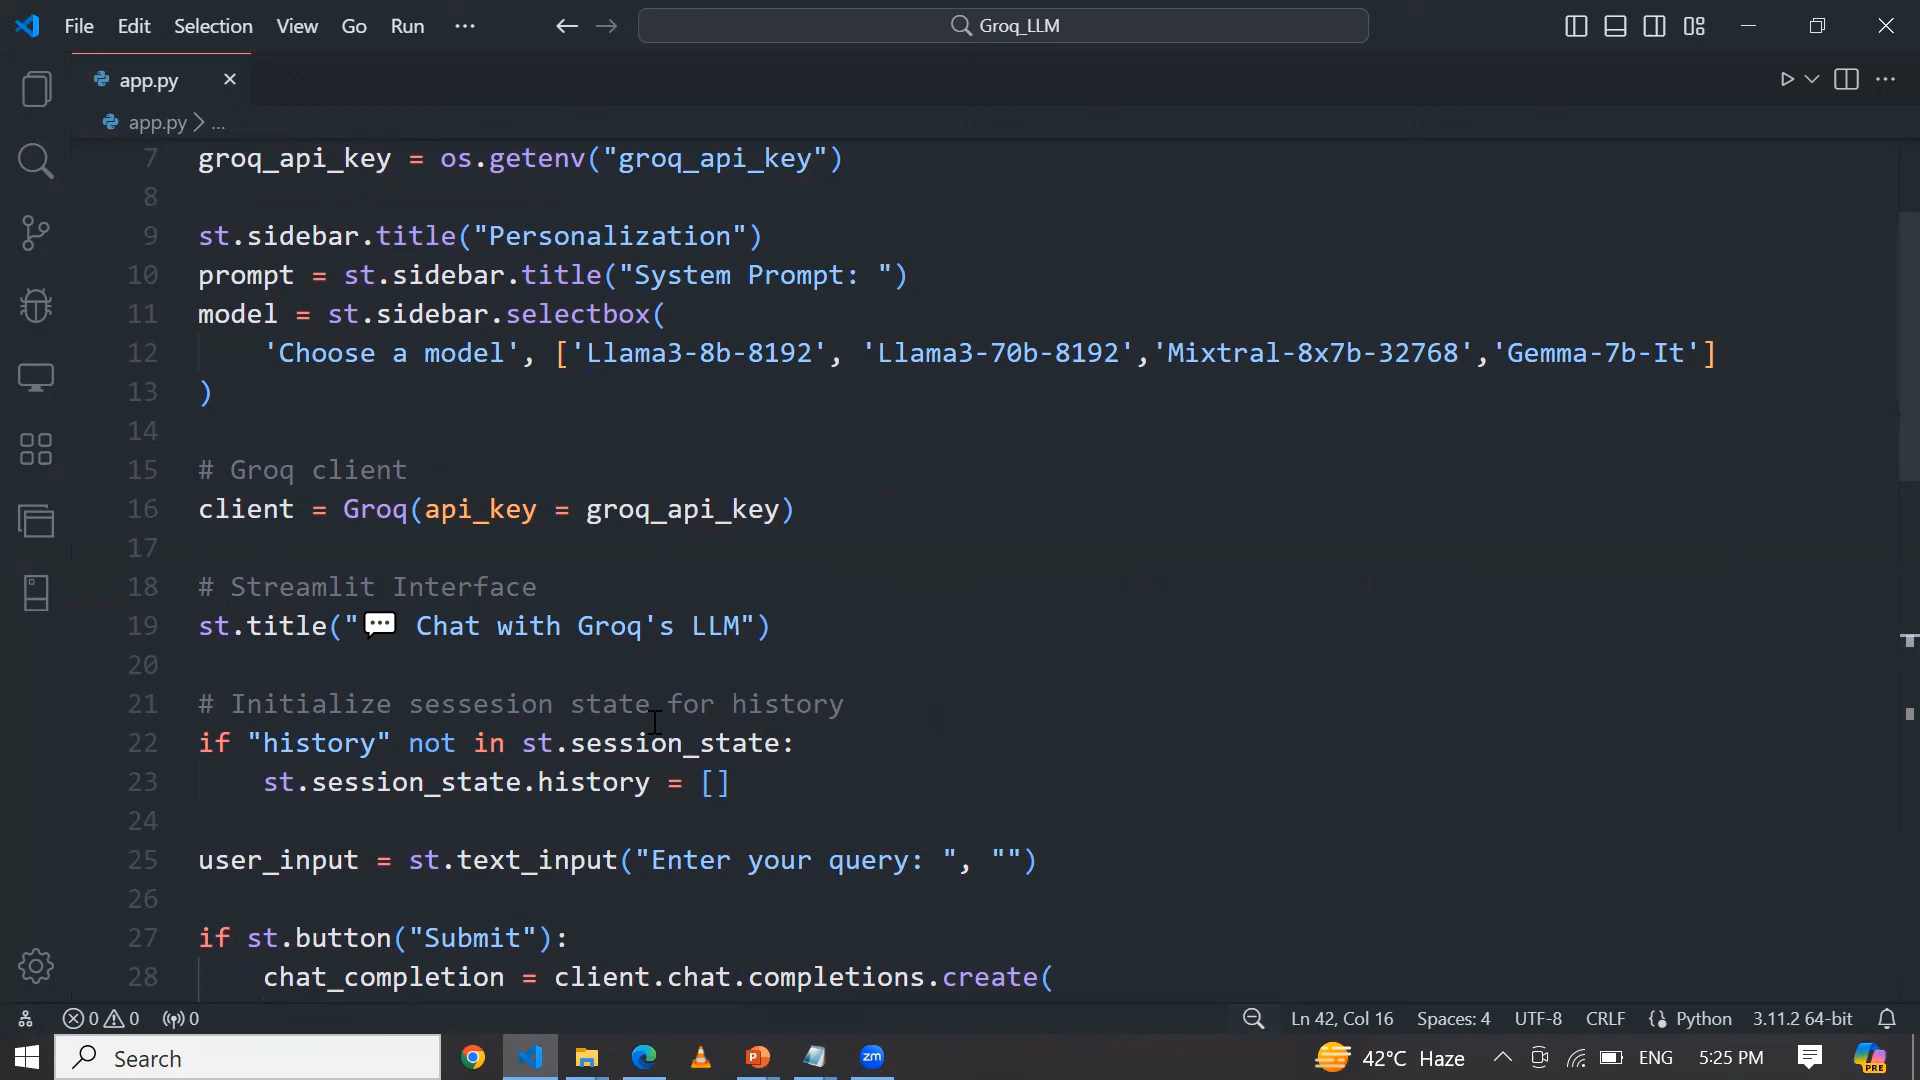 File Edit Selection View Go Run ··· Groq_LLM
app.py
app.py > ...
7 groq_api_key = os.getenv("groq_api_key")
8
9 st.sidebar.title("Personalization")
10 prompt = st.sidebar.title("System Prompt: ")
11 model = st.sidebar.selectbox(
12 'Choose a model', ['Llama3-8b-8192', 'Llama3-70b-8192','Mixtral-8x7b-32768','Gemma-7b-It']
13 )
14
15 # Groq client
16 client = Groq(api_key = groq_api_key)
17
18 # Streamlit Interface
19 st.title("💬 Chat with Groq's LLM")
20
21 # Initialize sessesion state for history
22 if "history" not in st.session_state:
23 st.session_state.history = []
24
25 user_input = st.text_input("Enter your query: ", "")
26
27 if st.button("Submit"):
28 chat_completion = client.chat.completions.create(
0 0 0 Ln 42, Col 16 Spaces: 4 UTF-8 CRLF Python 3.11.2 64-bit
Search zm 42°C Haze ENG 5:25 PM PRE